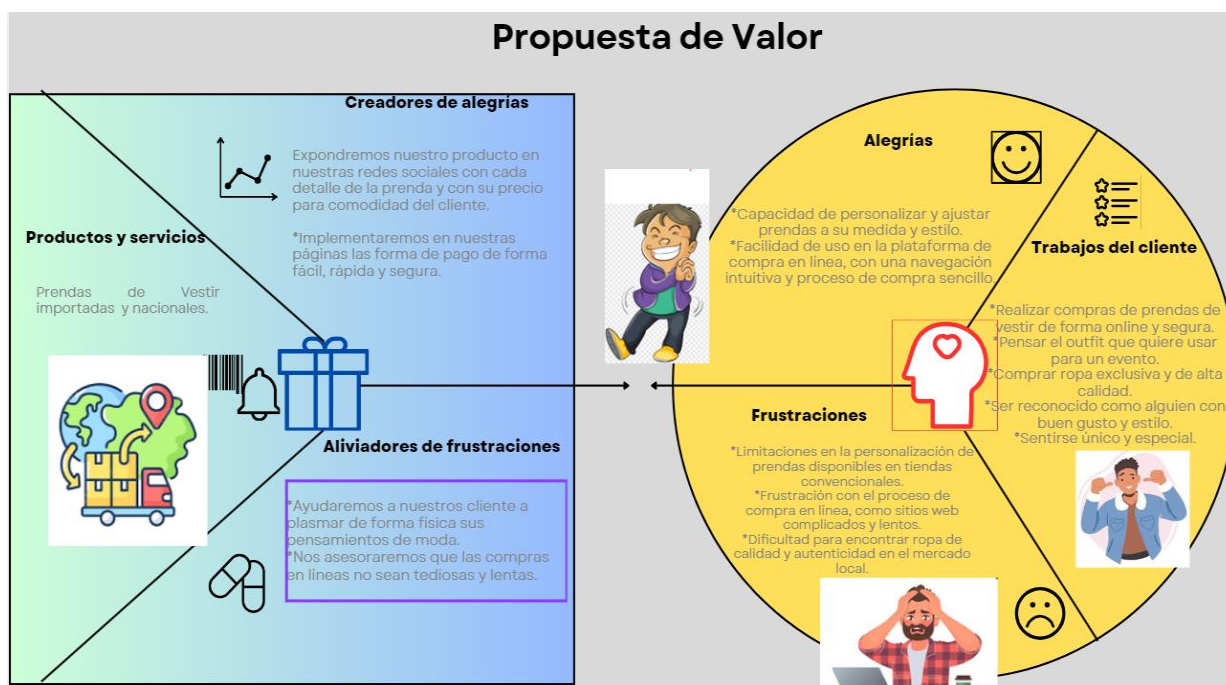 Propuesta de Valor
Creadores de alegrías
Expondremos nuestro producto en
nuestras redes sociales con cada
detalle de la prenda y con su precio
para comodidad del cliente.
*Implementaremos en nuestras
páginas las forma de pago de forma
fácil, rápida y segura.
Productos y servicios
Prendas de Vestir
importadas y nacionales.
Aliviadores de frustraciones
*Ayudaremos a nuestros cliente a
plasmar de forma fisica sus
pensamientos de moda.
*Nos asesoraremos que las compras
en líneas no sean tediosas y lentas.
Alegrías
*Capacidad de personalizar y ajustar
prendas a su medida y estilo.
*Facilidad de uso en la plataforma de
compra en línea, con una navegación
intuitiva y proceso de compra sencillo.
Trabajos del cliente
*Realizar compras de prendas de
vestir de forma online y segura.
*Pensar el outfit que quiere usar
para un evento.
*Comprar ropa exclusiva y de alta
calidad.
*Ser reconocido como alguien con
buen gusto y estilo.
*Sentirse único y especial.
Frustraciones
*Limitaciones en la personalización de
prendas disponibles en tiendas
convencionales.
*Frustración con el proceso de
compra en línea, como sitios web
complicados y lentos.
*Dificultad para encontrar ropa de
calidad y autenticidad en el mercado
local.